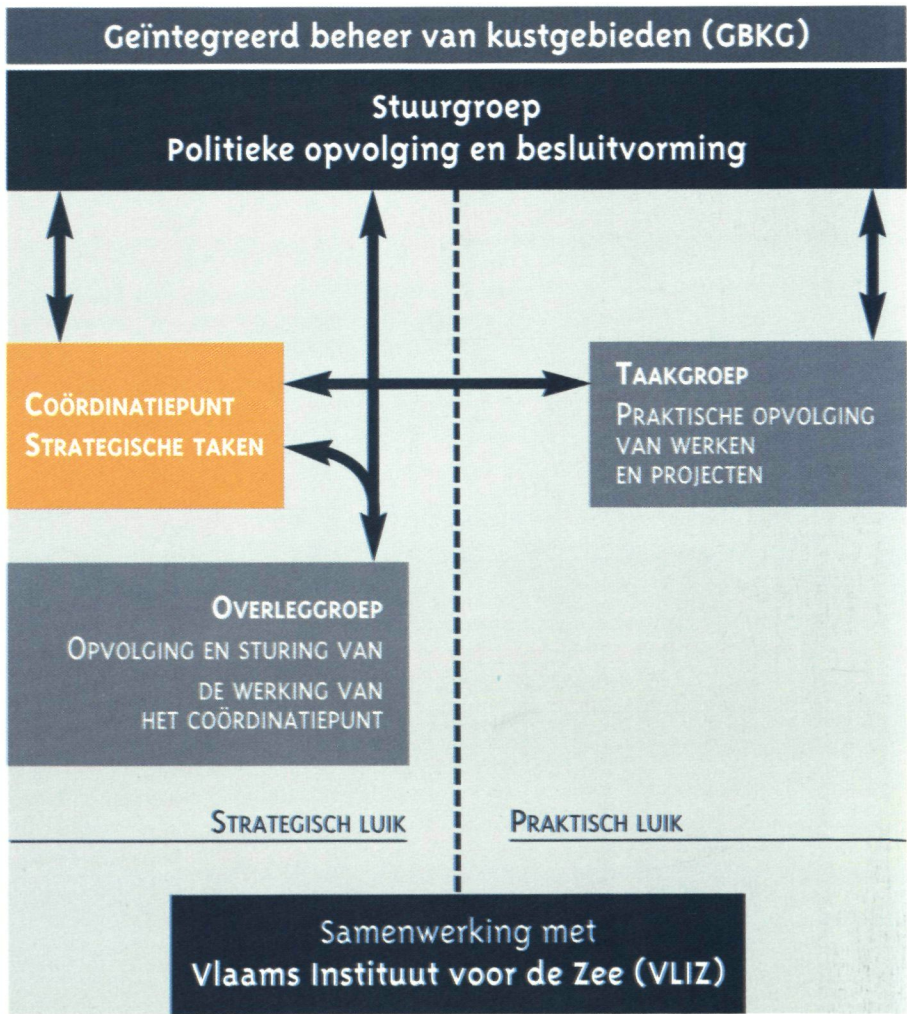 Geïntegreerd beheer van kustgebieden (GBKG)
Stuurgroep
Politieke opvolging en besluitvorming
Coördinatiepunt
Strategische taken
Taakgroep
Praktische opvolging
van werken
en projecten
Overleggroep
Opvolging en sturing van
de werking van
het coördinatiepunt
Strategisch luik
Praktisch luik
Samenwerking met
Vlaams Instituut voor de Zee (VLIZ)